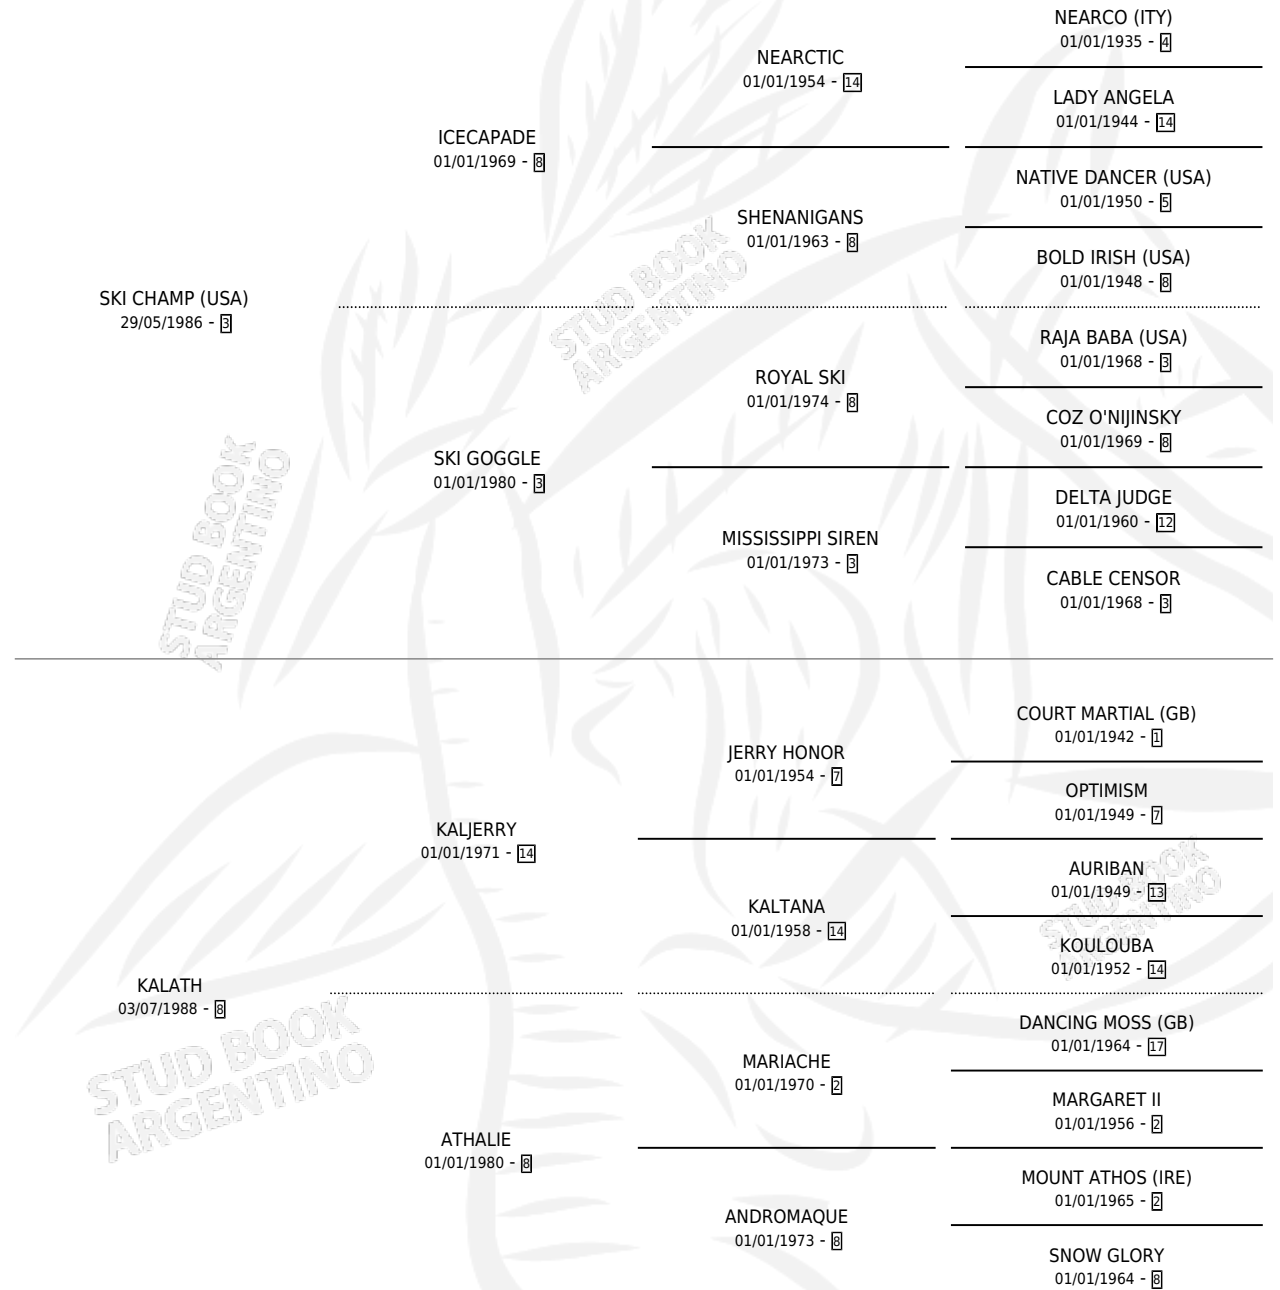 NEARCO (ITY)
01/01/1935 - 4
NEARCTIC
01/01/1954 - 14
LADY ANGELA
01/01/1944 - 14
ICECAPADE
01/01/1969 - 8
NATIVE DANCER (USA)
01/01/1950 - 5
SHENANIGANS
01/01/1963 - 8
BOLD IRISH (USA)
01/01/1948 - 8
SKI CHAMP (USA)
29/05/1986 - 3
STUD BOOK
ARGENTINO
RAJA BABA (USA)
01/01/1968 - 3
ROYAL SKI
01/01/1974 - 8
COZ O'NIJINSKY
01/01/1969 - 8
SKI GOGGLE
01/01/1980 - 3
DELTA JUDGE
01/01/1960 - 12
MISSISSIPPI SIREN
01/01/1973 - 3
CABLE CENSOR
01/01/1968 - 3
STUD BOOK
ARGENTINO
COURT MARTIAL (GB)
01/01/1942 - 1
JERRY HONOR
01/01/1954 - 7
OPTIMISM
01/01/1949 - 7
KALJERRY
01/01/1971 - 14
AURIBAN
01/01/1949 - 13
KALTANA
01/01/1958 - 14
STUD BOOK
ARGENTINO
KOULOUBA
01/01/1952 - 14
KALATH
03/07/1988 - 8
DANCING MOSS (GB)
01/01/1964 - 17
MARIACHE
01/01/1970 - 2
STUD BOOK
ARGENTINO
MARGARET II
01/01/1956 - 2
ATHALIE
01/01/1980 - 8
MOUNT ATHOS (IRE)
01/01/1965 - 2
ANDROMAQUE
01/01/1973 - 8
SNOW GLORY
01/01/1964 - 8